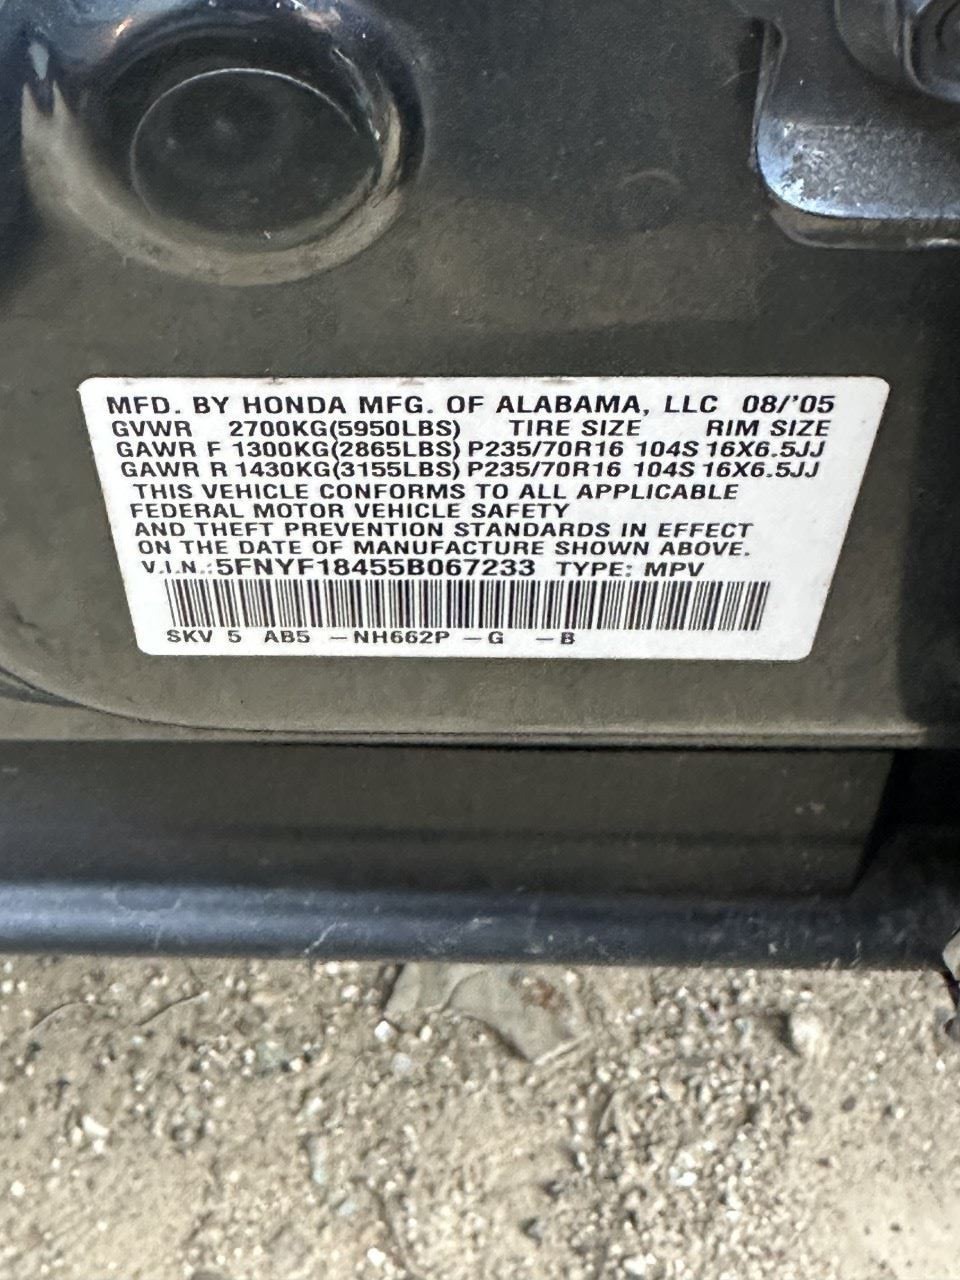 MFD. BY HONDA MFG. OF ALABAMA, LLC 08/'05
GVWR 2700KG(5950LBS) TIRE SIZE RIM SIZE
GAWR F 1300KG(2865LBS) P235/70R16 104S 16X6.5JJ
GAWR R 1430KG(3155LBS) P235/70R16 104S 16X6.5JJ
THIS VEHICLE CONFORMS TO ALL APPLICABLE
FEDERAL MOTOR VEHICLE SAFETY
AND THEFT PREVENTION STANDARDS IN EFFECT
ON THE DATE OF MANUFACTURE SHOWN ABOVE.
V.I.N.:5FNYF18455B067233 TYPE: MPV
SKV 5 AB5 -NH662P -G -B